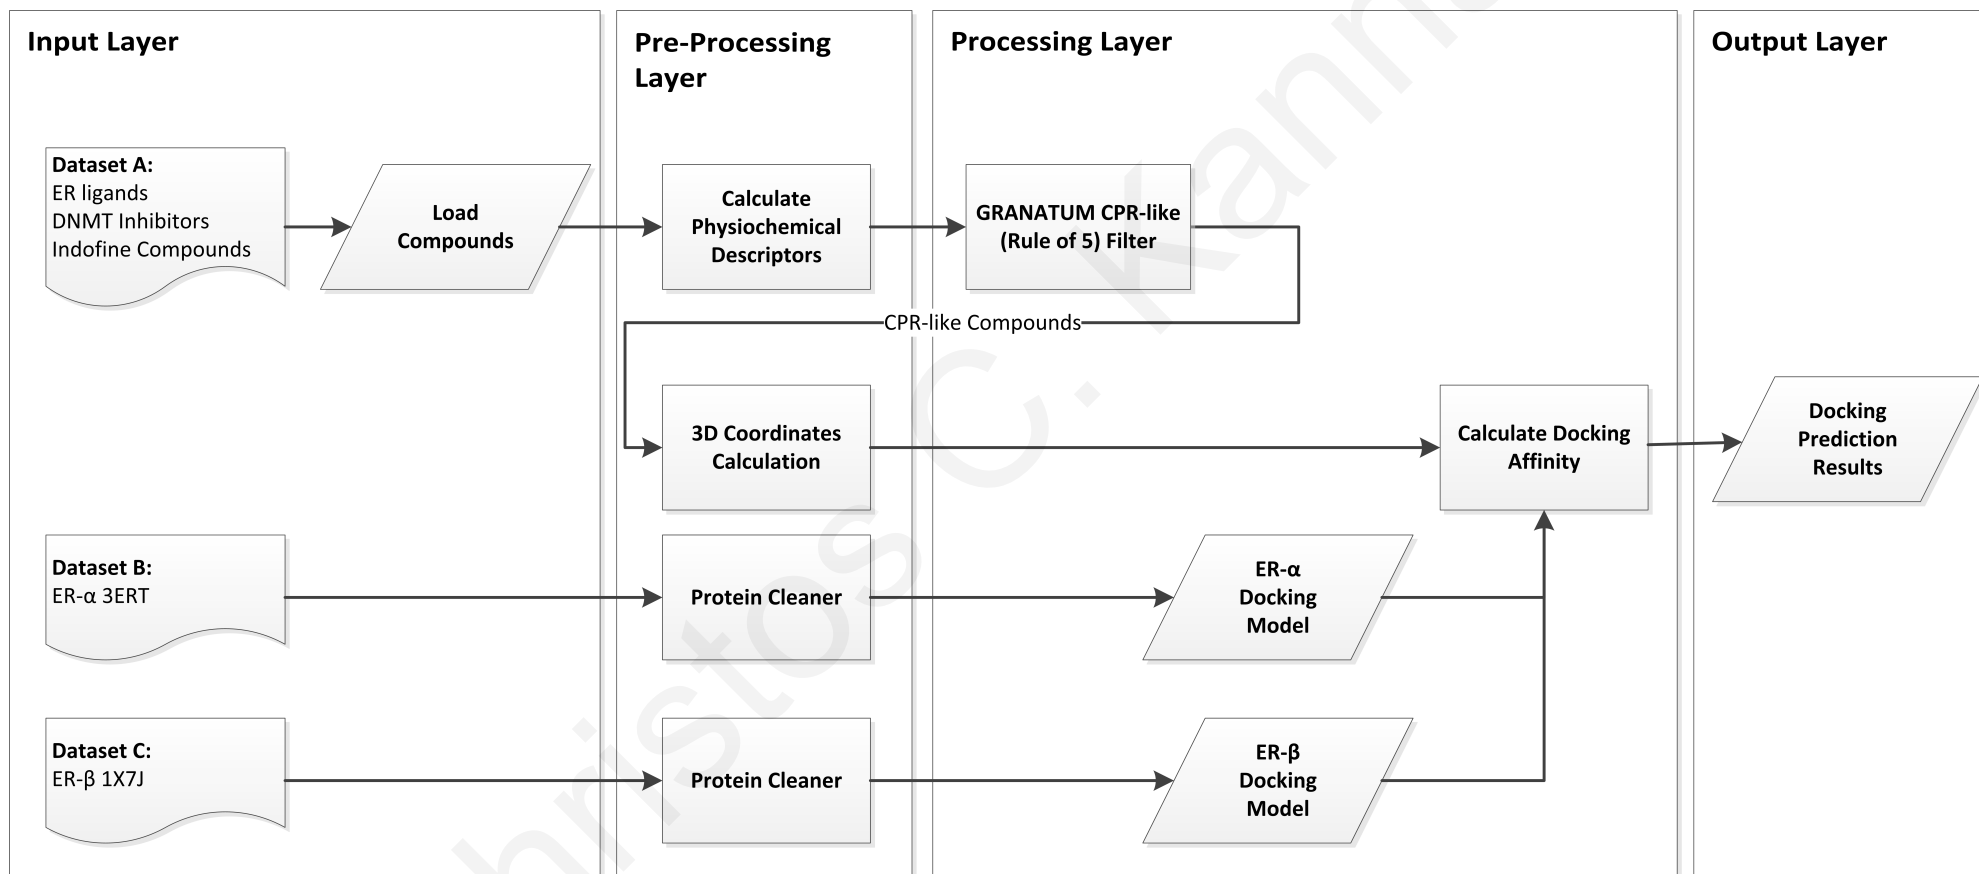 Input Layer
Pre-Processing
Layer
Processing Layer
Output Layer
Dataset A:
ER ligands
DNMT Inhibitors
Indofine Compounds
Load
Compounds
Calculate
Physiochemical
Descriptors
GRANATUM CPR-like
(Rule of 5) Filter
CPR-like Compounds
3D Coordinates
Calculation
Calculate Docking
Affinity
Docking
Prediction
Results
Dataset B:
ER-α 3ERT
Protein Cleaner
ER-α
Docking
Model
Dataset C:
ER-β 1X7J
Protein Cleaner
ER-β
Docking
Model